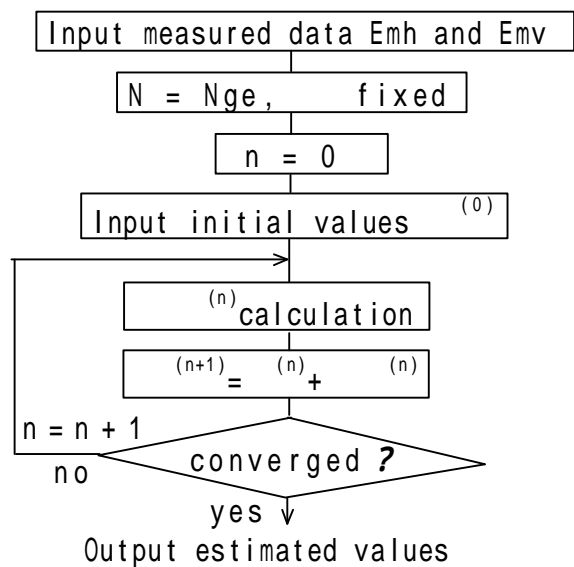 Input measured data Emh and Emv
N = Nge, fixed
n = 0
Input initial values (0)
(n) calculation
(n+1) = (n) + (n)
n = n + 1
converged ?
no
yes
Output estimated values